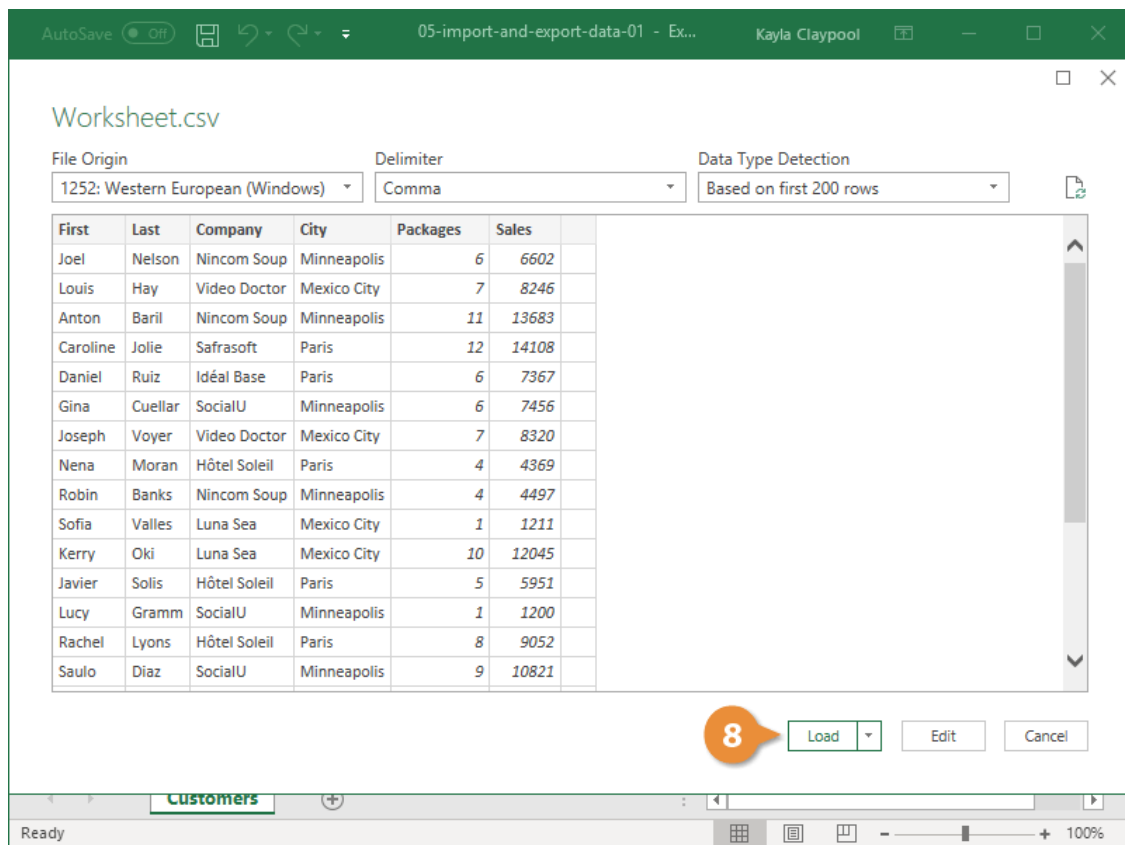 AutoSave Off 05-import-and-export-data-01 - Ex... Kayla Claypool
Worksheet.csv
File Origin Delimiter Data Type Detection
1252: Western European (Windows) Comma Based on first 200 rows
First Last Company City Packages Sales
Joel Nelson Nincom Soup Minneapolis 6 6602
Louis Hay Video Doctor Mexico City 7 8246
Anton Baril Nincom Soup Minneapolis 11 13683
Caroline Jolie Safrasoft Paris 12 14108
Daniel Ruiz Idéal Base Paris 6 7367
Gina Cuellar SocialU Minneapolis 6 7456
Joseph Voyer Video Doctor Mexico City 7 8320
Nena Moran Hôtel Soleil Paris 4 4369
Robin Banks Nincom Soup Minneapolis 4 4497
Sofia Valles Luna Sea Mexico City 1 1211
Kerry Oki Luna Sea Mexico City 10 12045
Javier Solis Hôtel Soleil Paris 5 5951
Lucy Gramm SocialU Minneapolis 1 1200
Rachel Lyons Hôtel Soleil Paris 8 9052
Saulo Diaz SocialU Minneapolis 9 10821
8 Load Edit Cancel
Customers
Ready 100%